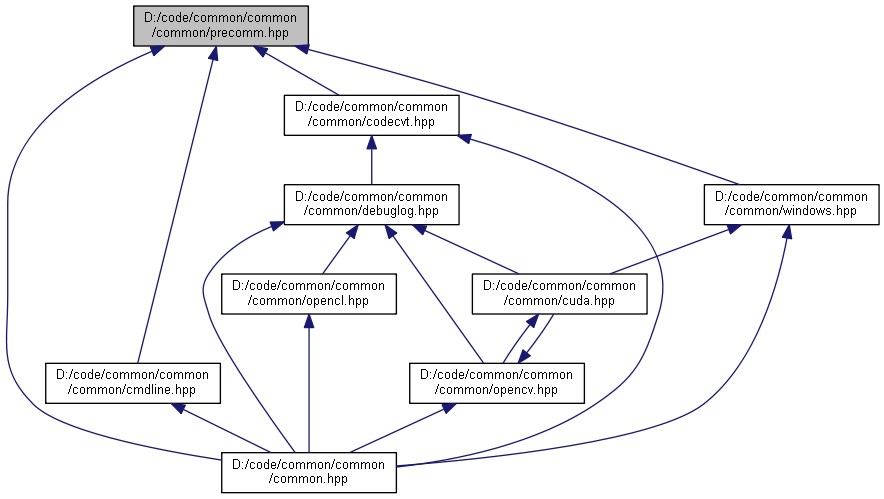 D:/code/common/common
/common/precomm.hpp
D:/code/common/common
/common/codecvt.hpp
D:/code/common/common
/common/debuglog.hpp
D:/code/common/common
/common/windows.hpp
D:/code/common/common
/common/opencl.hpp
D:/code/common/common
/common/cuda.hpp
D:/code/common/common
/common/cmdline.hpp
D:/code/common/common
/common/opencv.hpp
D:/code/common/common
/common.hpp